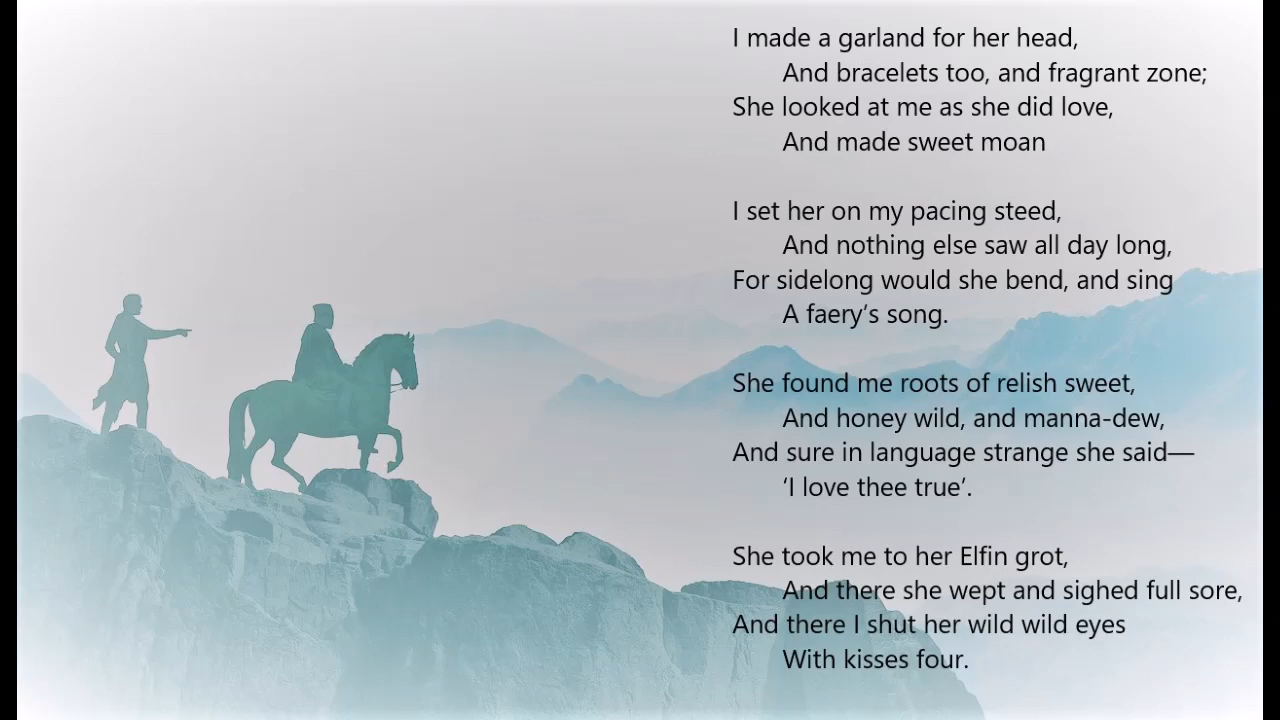 I made a garland for her head,
And bracelets too, and fragrant zone;
She looked at me as she did love,
And made sweet moan
I set her on my pacing steed,
And nothing else saw all day long,
For sidelong would she bend, and sing
A faery’s song.
She found me roots of relish sweet,
And honey wild, and manna-dew,
And sure in language strange she said—
‘I love thee true’.
She took me to her Elfin grot,
And there she wept and sighed full sore,
And there I shut her wild wild eyes
With kisses four.